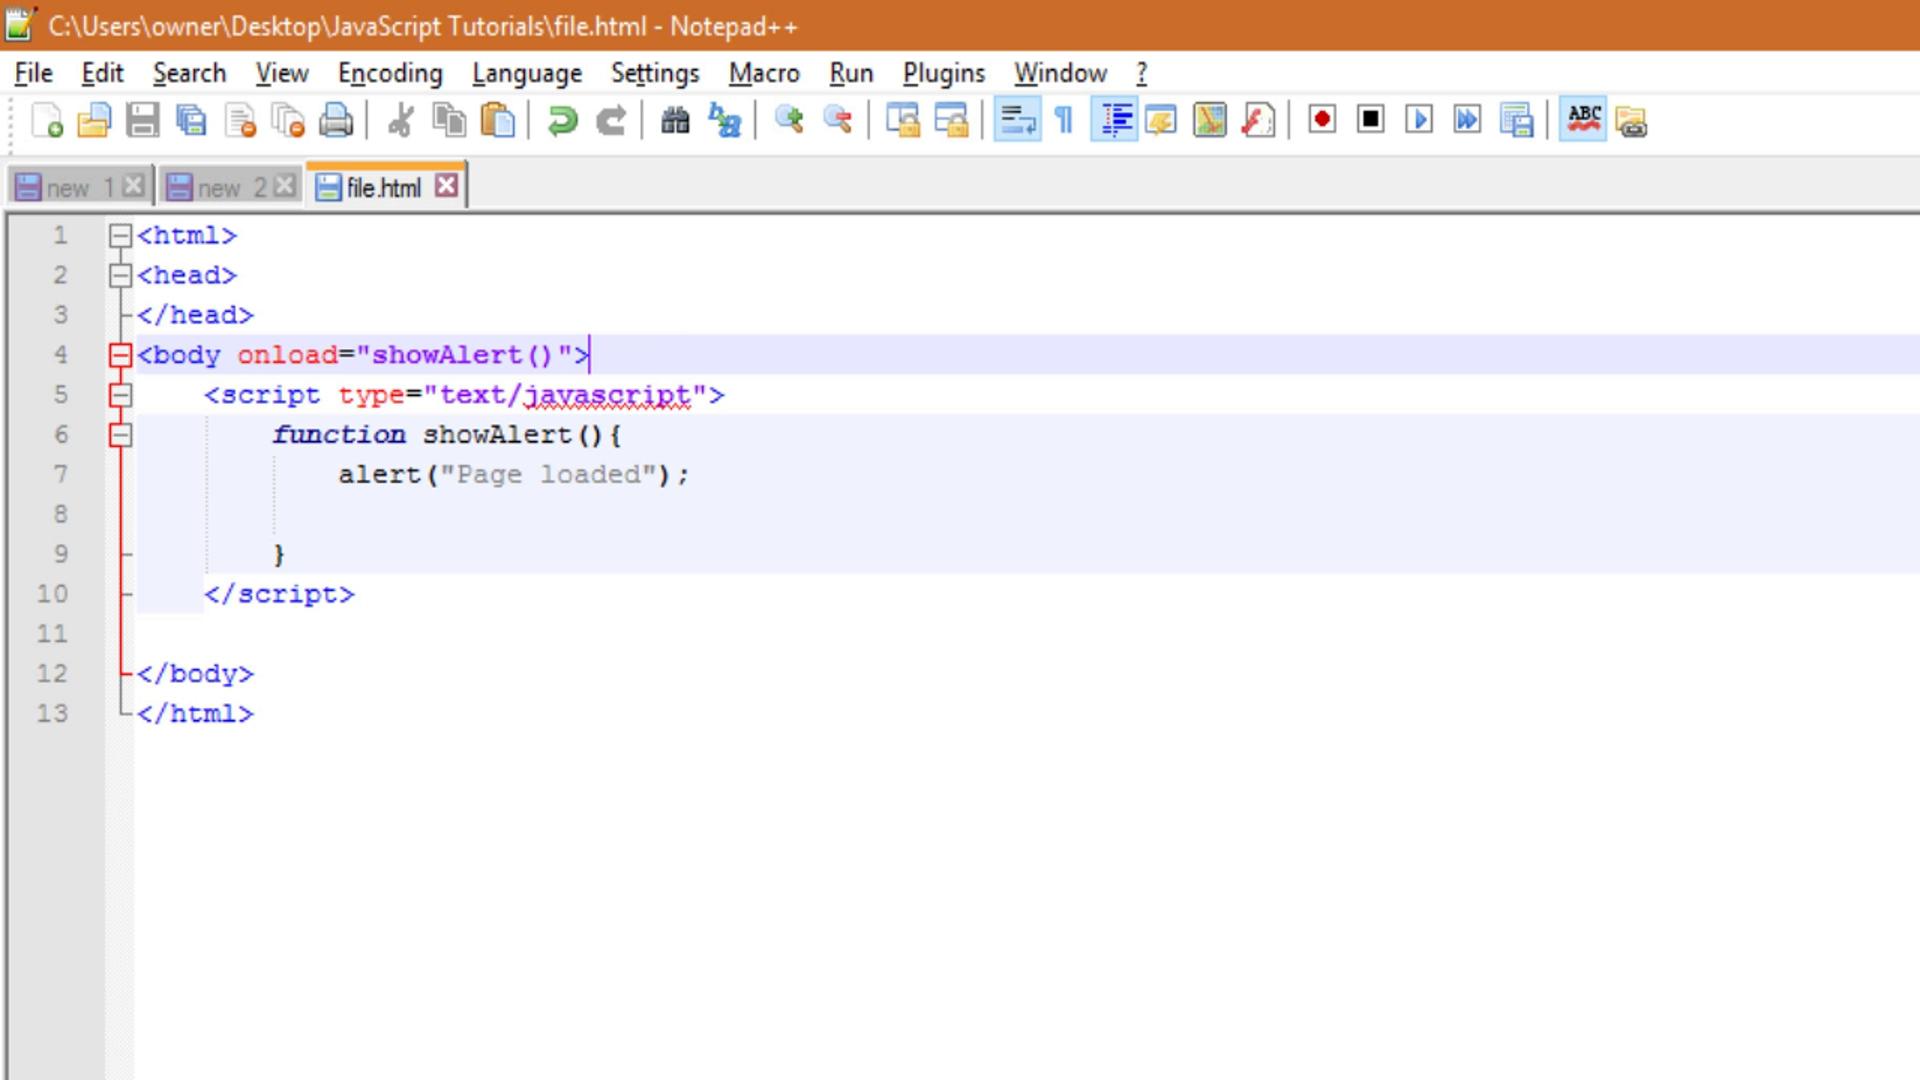 C:\Users\owner\Desktop\JavaScript Tutorials\file.html - Notepad++
File Edit Search View Encoding Language Settings Macro Run Plugins Window ?
ABC
new 1 new 2 file.html
1 <html>
2 <head>
3 </head>
4 <body onload="showAlert()">
5 <script type="text/javascript">
6 function showAlert(){
7 alert("Page loaded");
8
9 }
10 </script>
11
12 </body>
13 </html>